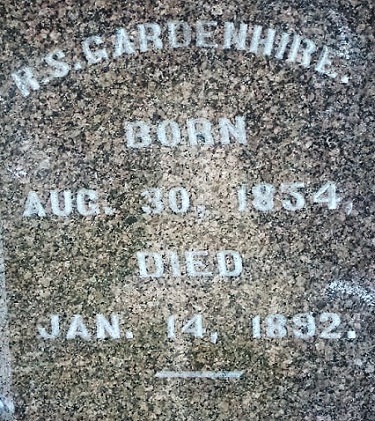 R.S. GARDENHIRE.
BORN
AUG. 30, 1854,
DIED
JAN. 14, 1892.